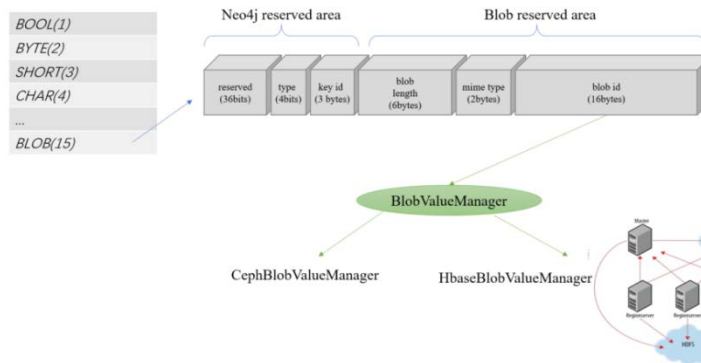 Neo4j reserved area
Blob reserved area
BOOL(1)
BYTE(2)
SHORT(3)
CHAR(4)
...
BLOB(15)
reserved
(36bits)
type
(4bits)
key id
(3 bytes)
blob
length
(6bytes)
mime type
(2bytes)
blob id
(16bytes)
BlobValueManager
CephBlobValueManager
HbaseBlobValueManager
Master
Regionserver
Regionserver
HDFS